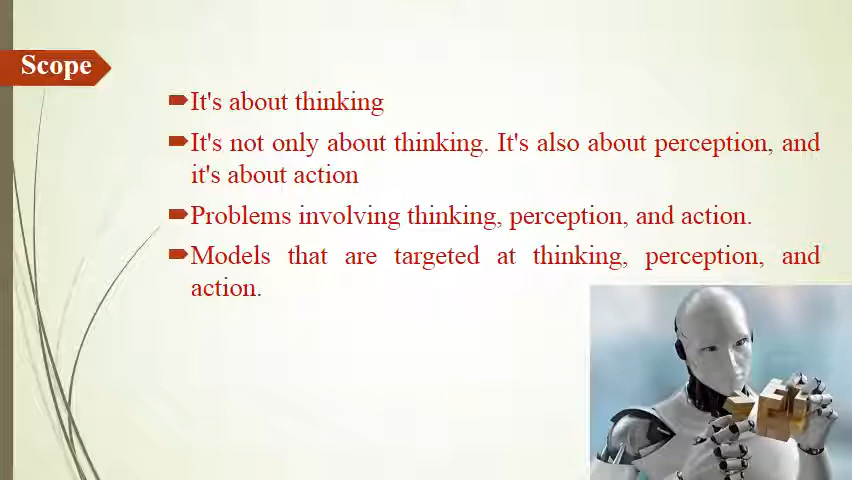 Scope
It's about thinking
It's not only about thinking. It's also about perception, and
it's about action
Problems involving thinking, perception, and action.
Models that are targeted at thinking, perception, and
action.